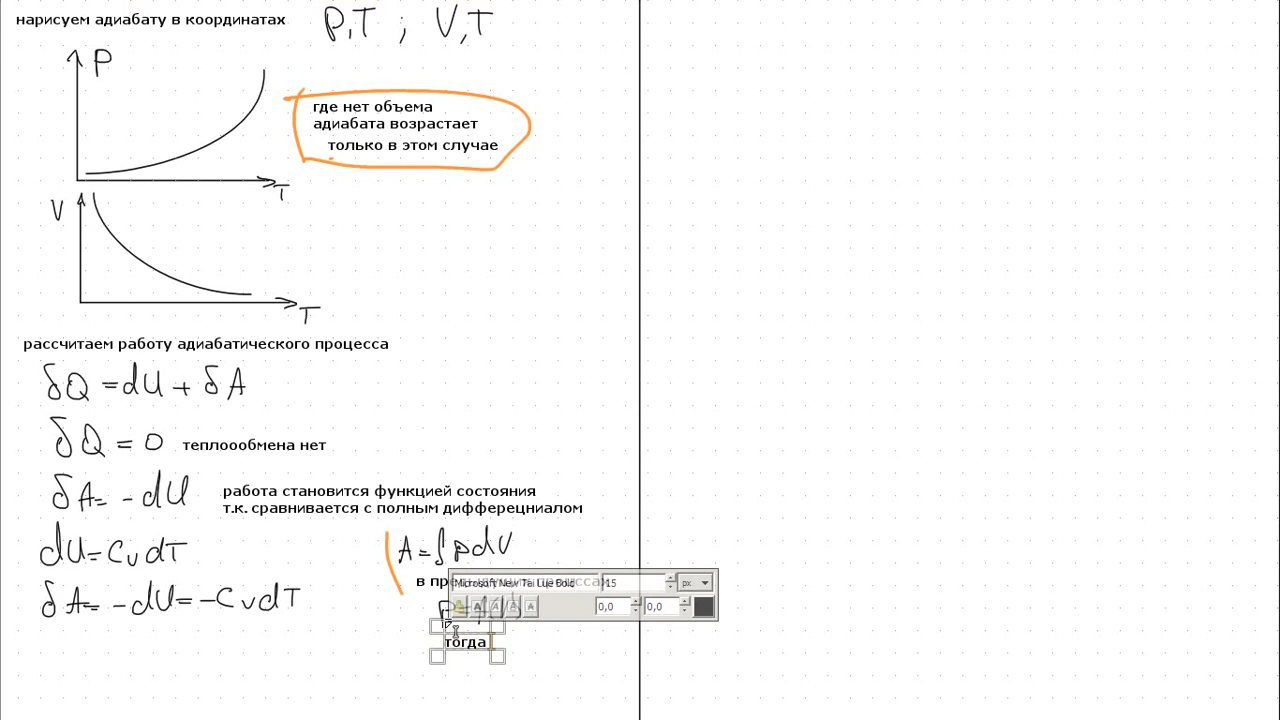 нарисуем адиабату в координатах P,T ; V,T
P
где нет объема
адиабата возрастает
только в этом случае
T
V
T
рассчитаем работу адиабатического процесса
δQ = dU + δA
δQ = 0 теплоообмена нет
δA = - dU работа становится функцией состояния
т.к. сравнивается с полным дифферецниалом
dU = CvdT
A = ∫ p dV
δA = - dU = - CvdT
Microsoft New Tai Lue Bold 15 px
0,0 0,0
тогда